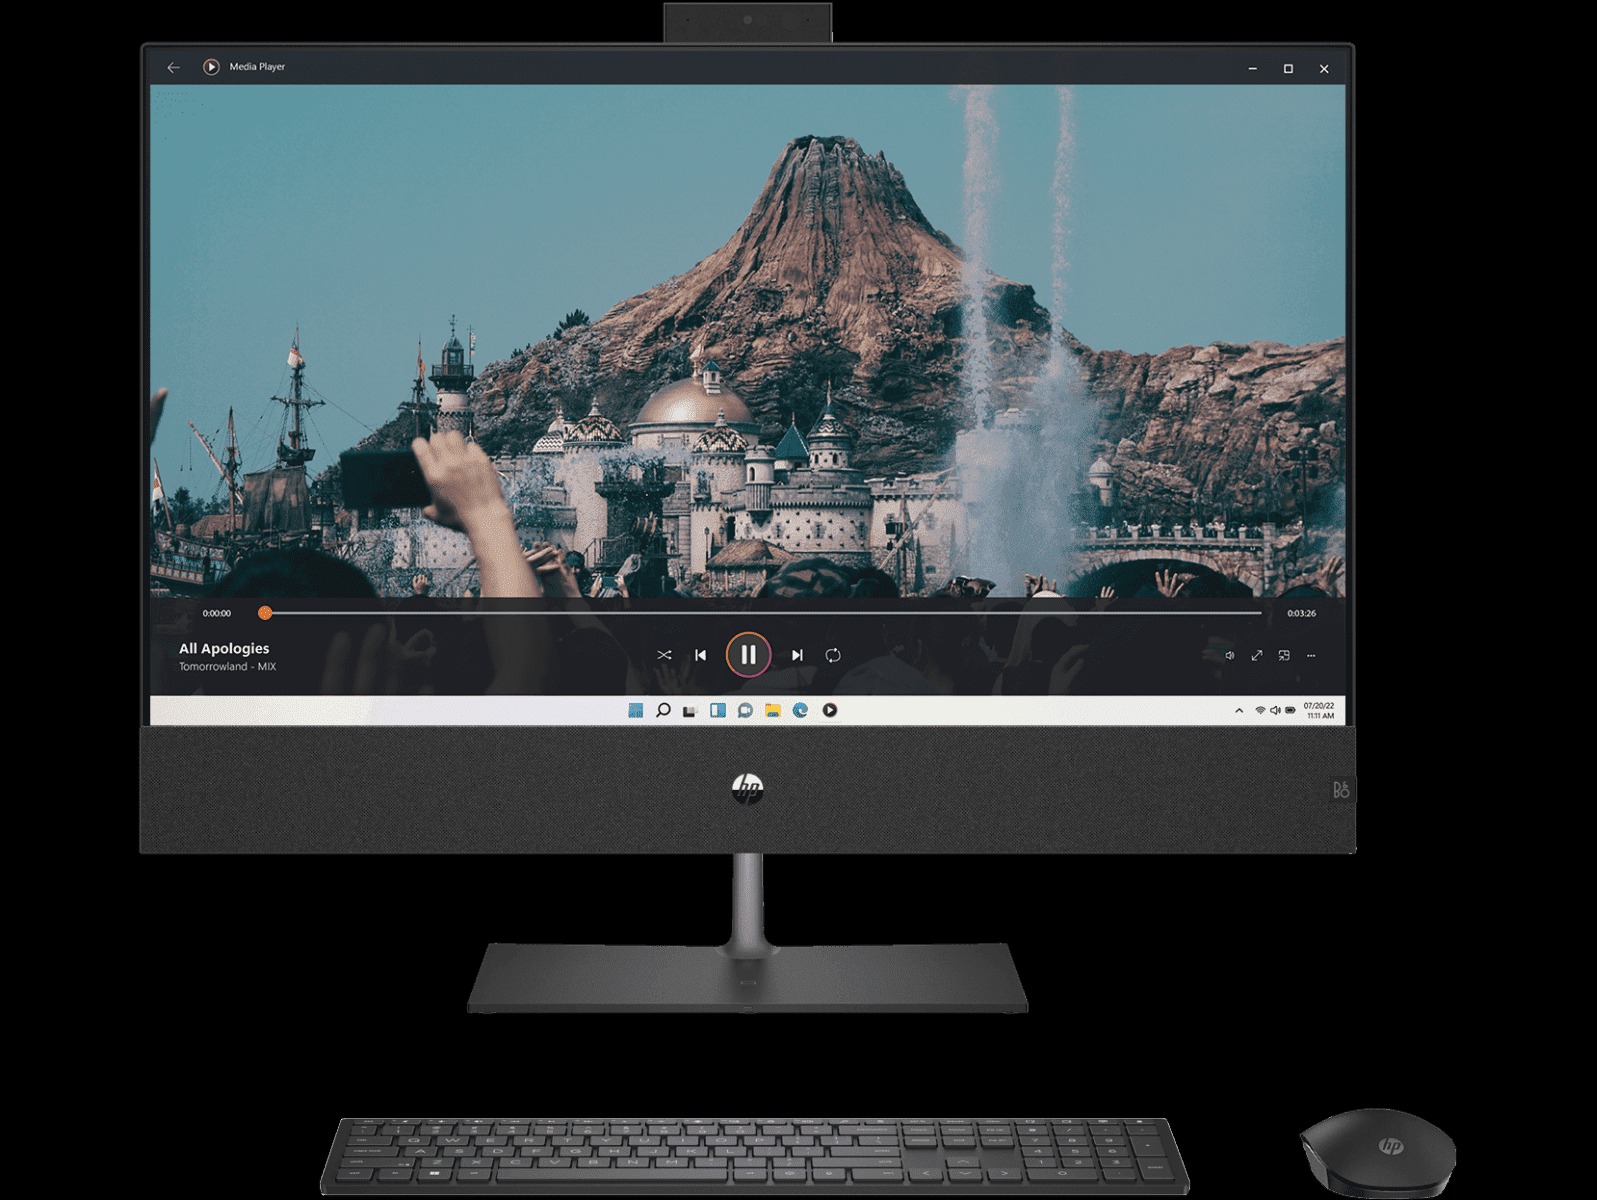 Media Player
0:00:00
0:03:26
All Apologies
Tomorrowland - MIX
07/20/22
11:11 AM
hp
B&O
Q W E R T Y U I O P
A S D F G H J K L
Z X C V B N M
hp